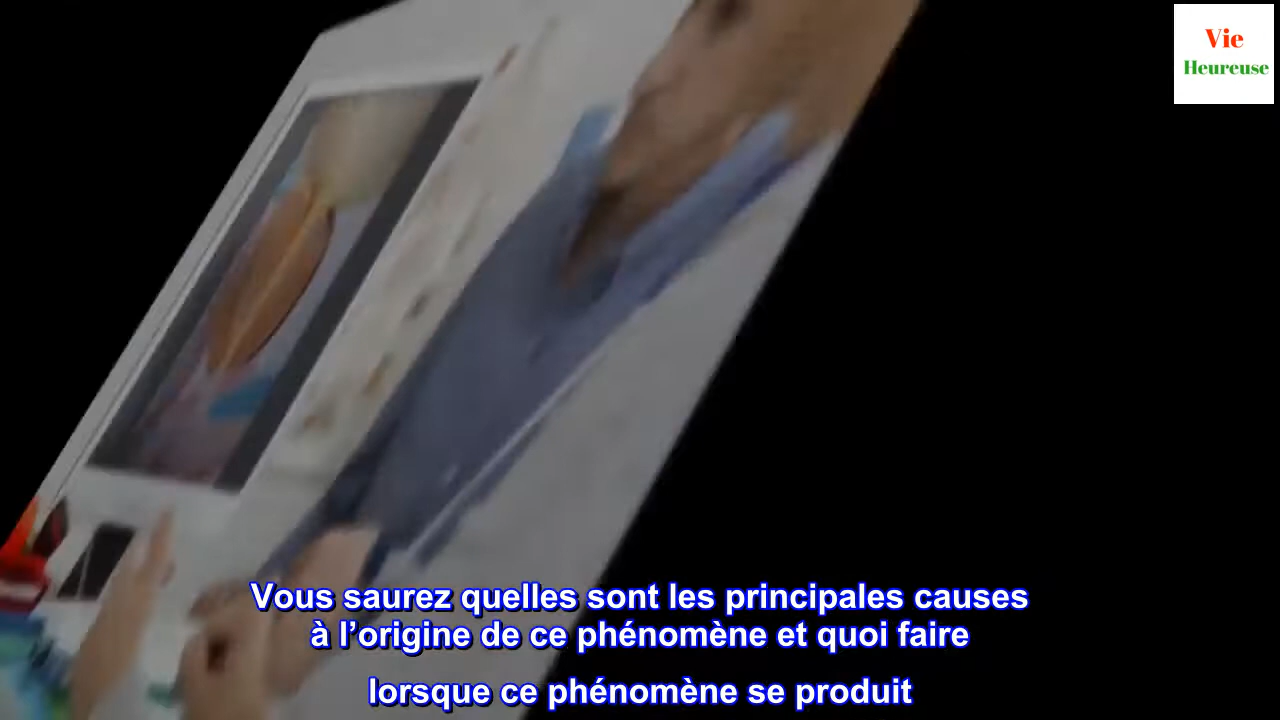 Vie
Heureuse
Vous saurez quelles sont les principales causes
à l’origine de ce phénomène et quoi faire
lorsque ce phénomène se produit